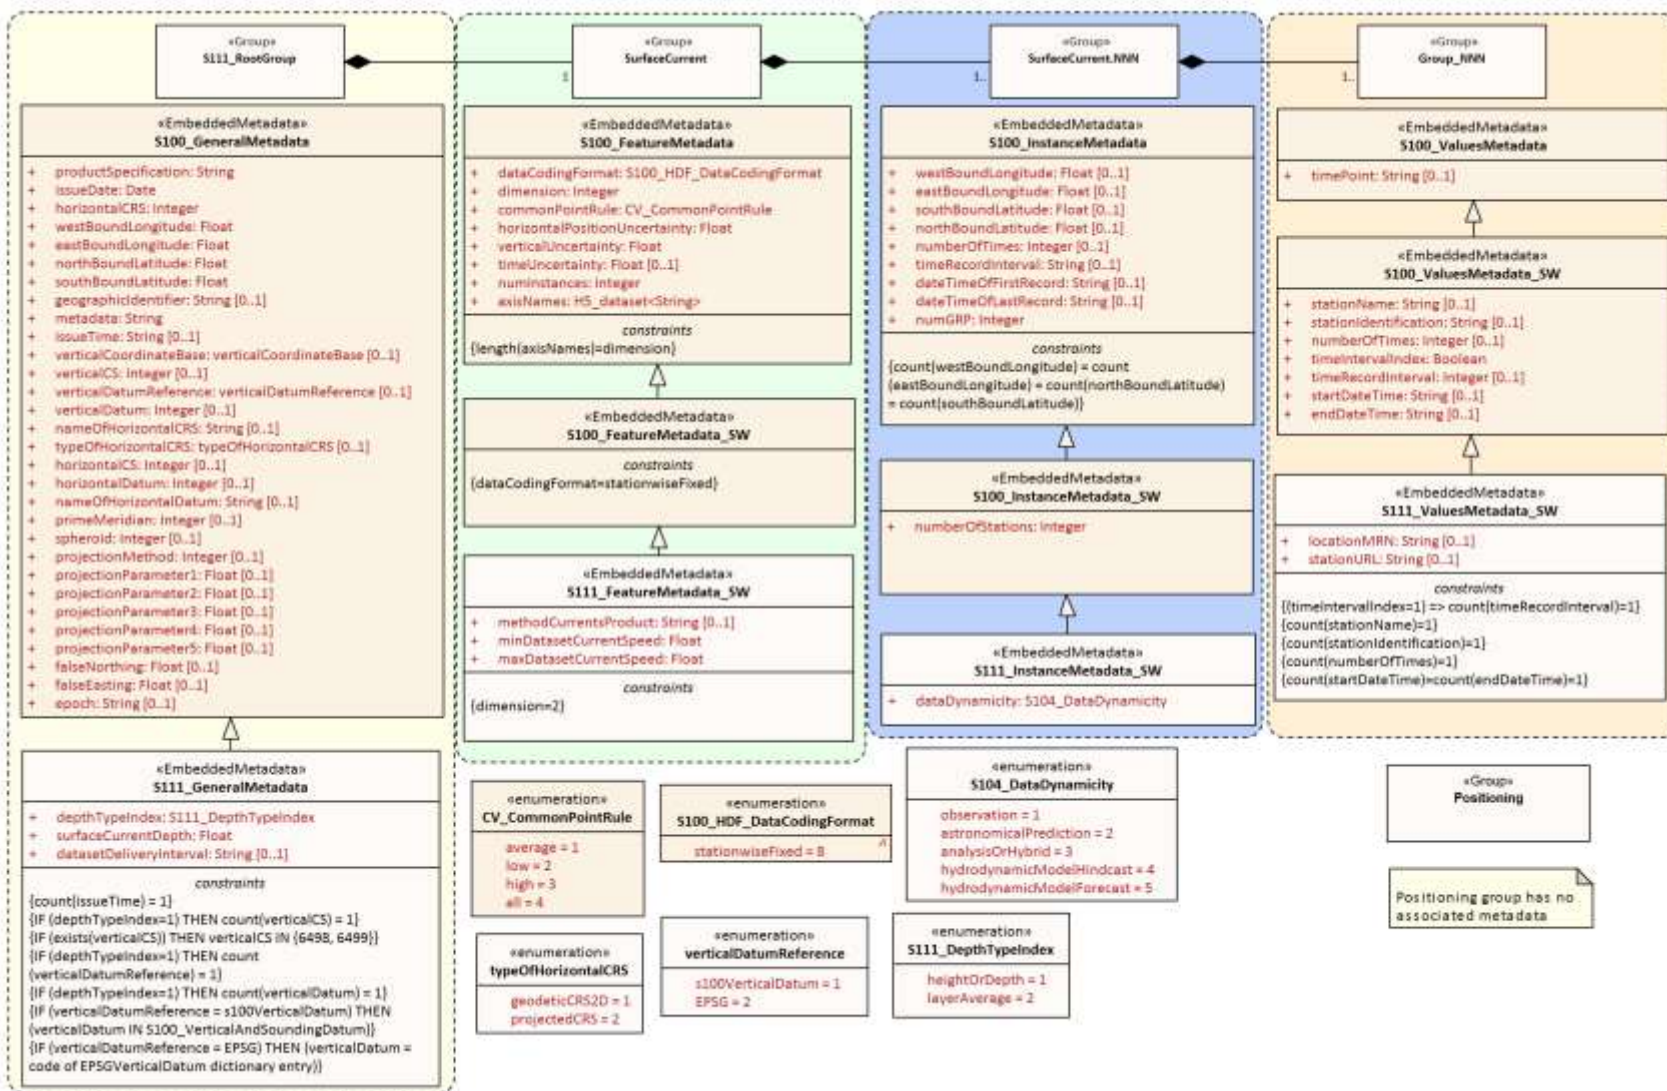 «Group»
S111_RootGroup
1
«Group»
SurfaceCurrent
1..
«Group»
SurfaceCurrent.NNN
1..
«Group»
Group_NNN
«EmbeddedMetadata»
S100_GeneralMetadata
+ productSpecification: String
+ issueDate: Date
+ horizontalCRS: Integer
+ westBoundLongitude: Float
+ eastBoundLongitude: Float
+ northBoundLatitude: Float
+ southBoundLatitude: Float
+ geographicIdentifier: String [0..1]
+ metadata: String
+ issueTime: String [0..1]
+ verticalCoordinateBase: verticalCoordinateBase [0..1]
+ verticalCS: Integer [0..1]
+ verticalDatumReference: verticalDatumReference [0..1]
+ verticalDatum: Integer [0..1]
+ nameOfHorizontalCRS: String [0..1]
+ typeOfHorizontalCRS: typeOfHorizontalCRS [0..1]
+ horizontalCS: Integer [0..1]
+ horizontalDatum: Integer [0..1]
+ nameOfHorizontalDatum: String [0..1]
+ primeMeridian: Integer [0..1]
+ spheroid: Integer [0..1]
+ projectionMethod: Integer [0..1]
+ projectionParameter1: Float [0..1]
+ projectionParameter2: Float [0..1]
+ projectionParameter3: Float [0..1]
+ projectionParameter4: Float [0..1]
+ projectionParameter5: Float [0..1]
+ falseNorthing: Float [0..1]
+ falseEasting: Float [0..1]
+ epoch: String [0..1]
«EmbeddedMetadata»
S111_GeneralMetadata
+ depthTypeIndex: S111_DepthTypeIndex
+ surfaceCurrentDepth: Float
+ datasetDeliveryInterval: String [0..1]
constraints
{count(issueTime) = 1}
{IF (depthTypeIndex=1) THEN count(verticalCS) = 1}
{IF (exists(verticalCS)) THEN verticalCS IN {6498, 6499}}
{IF (depthTypeIndex=1) THEN count
(verticalDatumReference) = 1}
{IF (depthTypeIndex=1) THEN count(verticalDatum) = 1}
{IF (verticalDatumReference = s100VerticalDatum) THEN
(verticalDatum IN S100_VerticalAndSoundingDatum)}
{IF (verticalDatumReference = EPSG) THEN (verticalDatum =
code of EPSGVerticalDatum dictionary entry)}
«EmbeddedMetadata»
S100_FeatureMetadata
+ dataCodingFormat: S100_HDF_DataCodingFormat
+ dimension: Integer
+ commonPointRule: CV_CommonPointRule
+ horizontalPositionUncertainty: Float
+ verticalUncertainty: Float
+ timeUncertainty: Float [0..1]
+ numInstances: Integer
+ axisNames: H5_dataset<String>
constraints
{length(axisNames)=dimension}
«EmbeddedMetadata»
S100_FeatureMetadata_SW
constraints
{dataCodingFormat=stationwiseFixed}
«EmbeddedMetadata»
S111_FeatureMetadata_SW
+ methodCurrentsProduct: String [0..1]
+ minDatasetCurrentSpeed: Float
+ maxDatasetCurrentSpeed: Float
constraints
{dimension=2}
«EmbeddedMetadata»
S100_InstanceMetadata
+ westBoundLongitude: Float [0..1]
+ eastBoundLongitude: Float [0..1]
+ southBoundLatitude: Float [0..1]
+ northBoundLatitude: Float [0..1]
+ numberOfTimes: Integer [0..1]
+ timeRecordInterval: String [0..1]
+ dateTimeOfFirstRecord: String [0..1]
+ dateTimeOfLastRecord: String [0..1]
+ numGRP: Integer
constraints
{count(westBoundLongitude) = count
(eastBoundLongitude) = count(northBoundLatitude)
= count(southBoundLatitude)}
«EmbeddedMetadata»
S100_InstanceMetadata_SW
+ numberOfStations: Integer
«EmbeddedMetadata»
S111_InstanceMetadata_SW
+ dataDynamicity: S104_DataDynamicity
«EmbeddedMetadata»
S100_ValuesMetadata
+ timePoint: String [0..1]
«EmbeddedMetadata»
S100_ValuesMetadata_SW
+ stationName: String [0..1]
+ stationIdentification: String [0..1]
+ numberOfTimes: Integer [0..1]
+ timeIntervalIndex: Boolean
+ timeRecordInterval: Integer [0..1]
+ startDateTime: String [0..1]
+ endDateTime: String [0..1]
«EmbeddedMetadata»
S111_ValuesMetadata_SW
+ locationMRN: String [0..1]
+ stationURL: String [0..1]
constraints
{(timeIntervalIndex=1) => count(timeRecordInterval)=1}
{count(stationName)=1}
{count(stationIdentification)=1}
{count(numberOfTimes)=1}
{count(startDateTime)=count(endDateTime)=1}
«enumeration»
CV_CommonPointRule
average = 1
low = 2
high = 3
all = 4
«enumeration»
S100_HDF_DataCodingFormat
stationwiseFixed = 8
«enumeration»
S104_DataDynamicity
observation = 1
astronomicalPrediction = 2
analysisOrHybrid = 3
hydrodynamicModelHindcast = 4
hydrodynamicModelForecast = 5
«Group»
Positioning
Positioning group has no
associated metadata
«enumeration»
typeOfHorizontalCRS
geodeticCRS2D = 1
projectedCRS = 2
«enumeration»
verticalDatumReference
s100VerticalDatum = 1
EPSG = 2
«enumeration»
S111_DepthTypeIndex
heightOrDepth = 1
layerAverage = 2